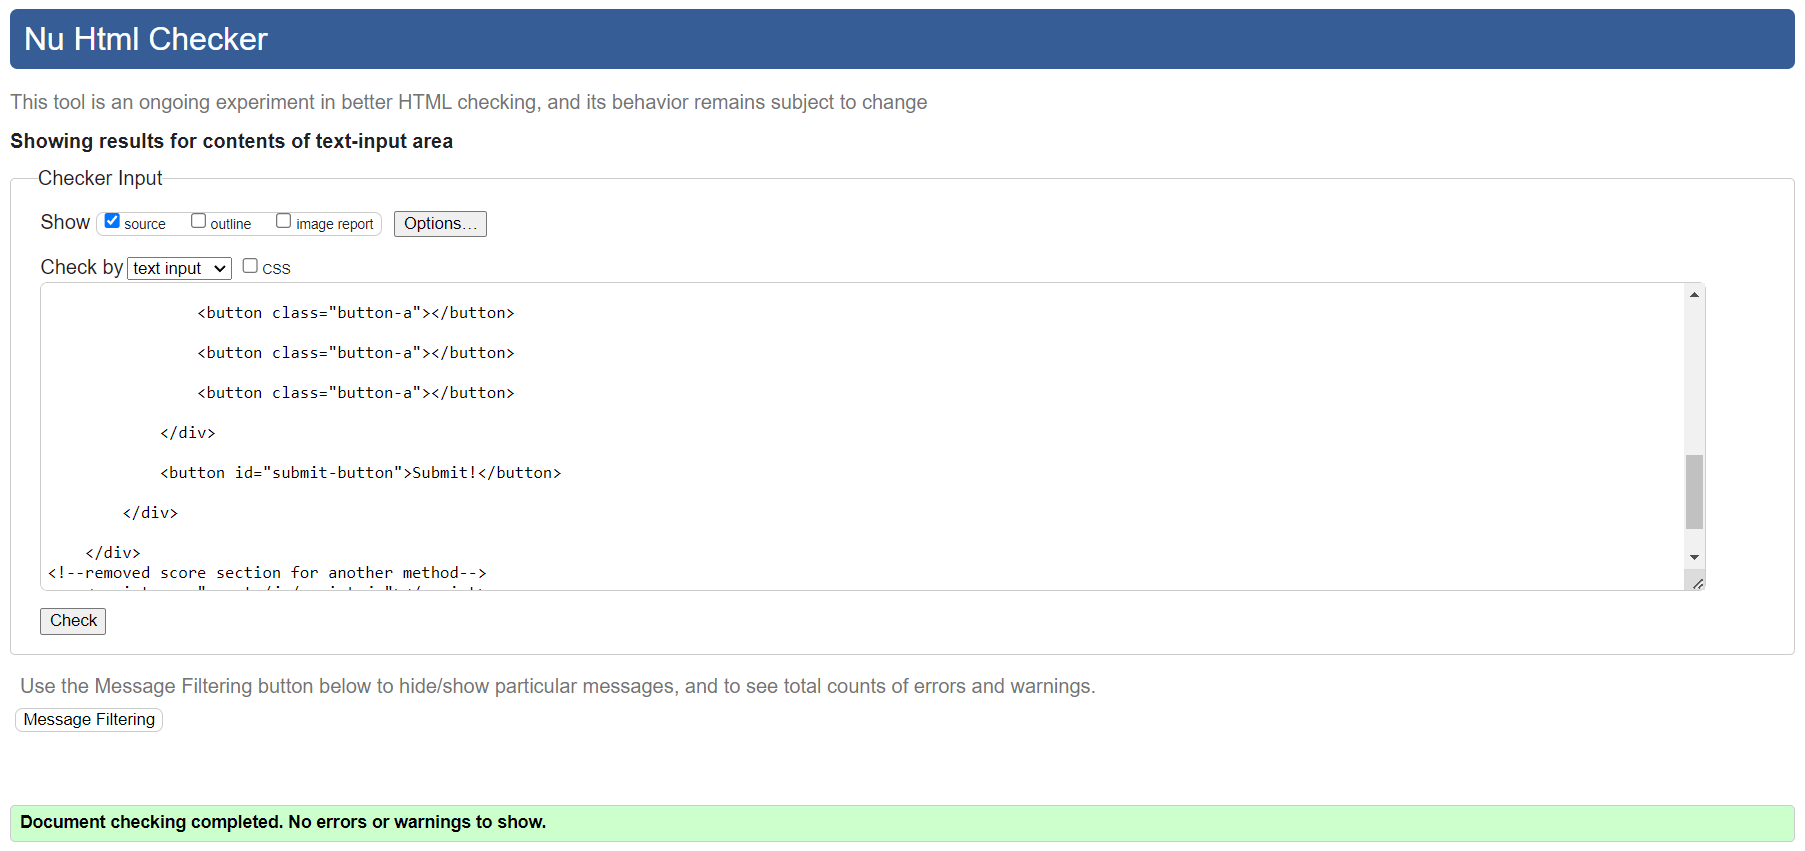 Nu Html Checker
This tool is an ongoing experiment in better HTML checking, and its behavior remains subject to change
Showing results for contents of text-input area
Checker Input
Show source outline image report Options...
Check by text input CSS
<button class="button-a"></button>
<button class="button-a"></button>
<button class="button-a"></button>
</div>
<button id="submit-button">Submit!</button>
</div>
</div>
<!--removed score section for another method-->
Check
Use the Message Filtering button below to hide/show particular messages, and to see total counts of errors and warnings.
Message Filtering
Document checking completed. No errors or warnings to show.